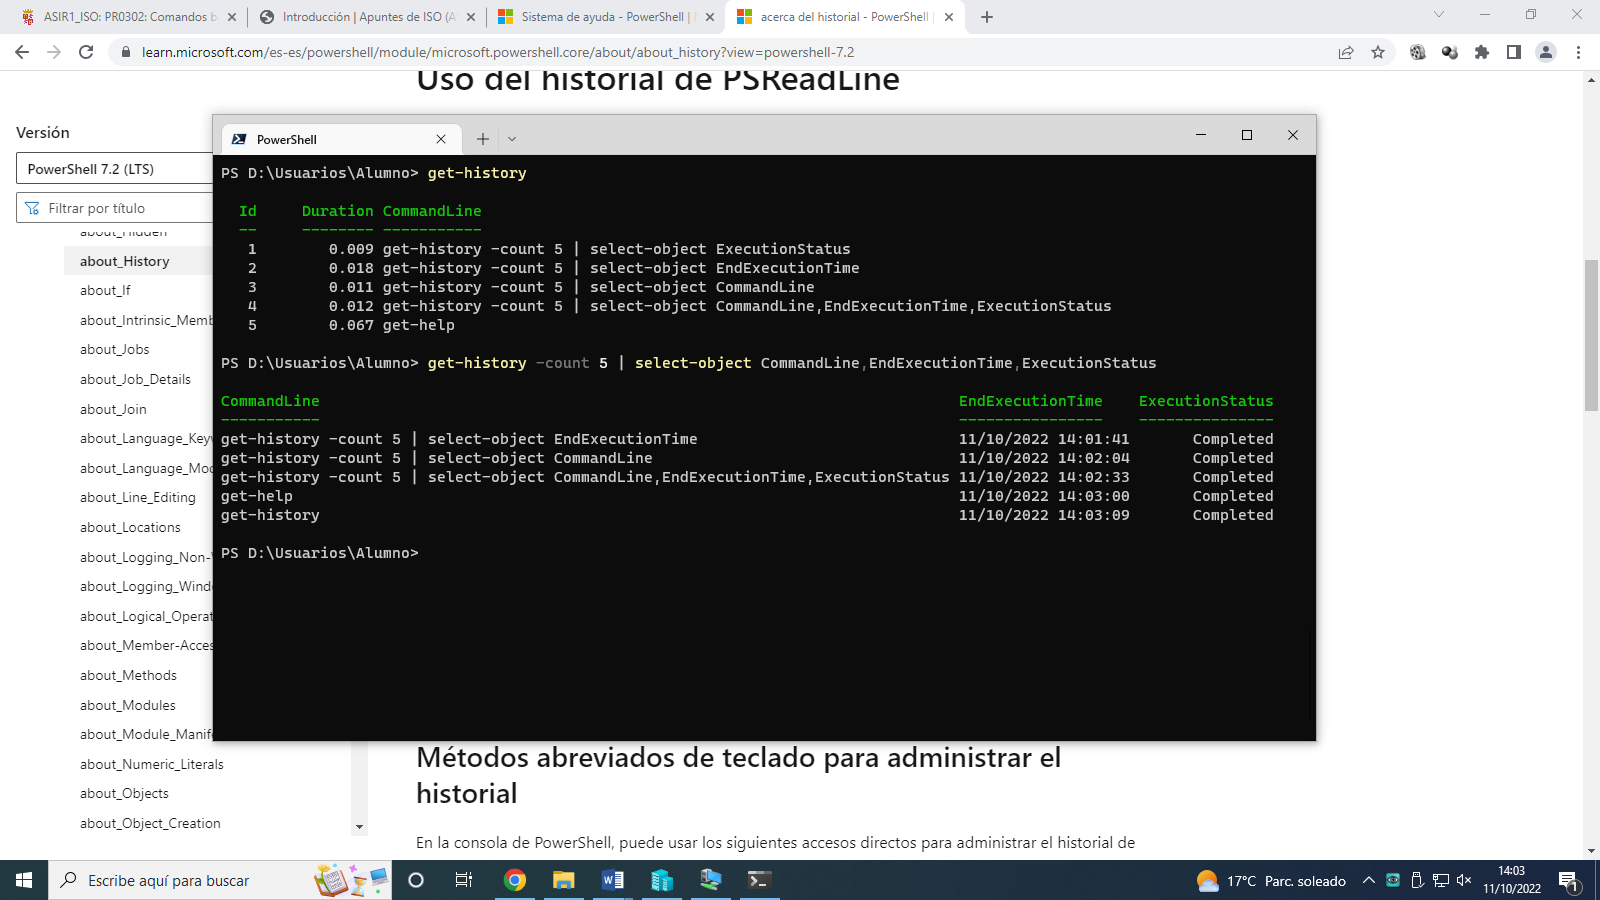 ASIR1_ISO: PR0302: Comandos b
Introducción | Apuntes de ISO (A
Sistema de ayuda - PowerShell |
acerca del historial - PowerShell
learn.microsoft.com/es-es/powershell/module/microsoft.powershell.core/about/about_history?view=powershell-7.2
Uso del historial de PSReadLine
Versión
PowerShell 7.2 (LTS)
Filtrar por título
about_Hidden
about_History
about_If
about_Intrinsic_Memb
about_Jobs
about_Job_Details
about_Join
about_Language_Keyw
about_Language_Mod
about_Line_Editing
about_Locations
about_Logging_Non-W
about_Logging_Windo
about_Logical_Operat
about_Member-Acces
about_Methods
about_Modules
about_Module_Manife
about_Numeric_Literals
about_Objects
about_Object_Creation
PowerShell
PS D:\Usuarios\Alumno> get-history
Id Duration CommandLine
-- -------- -----------
1 0.009 get-history -count 5 | select-object ExecutionStatus
2 0.018 get-history -count 5 | select-object EndExecutionTime
3 0.011 get-history -count 5 | select-object CommandLine
4 0.012 get-history -count 5 | select-object CommandLine,EndExecutionTime,ExecutionStatus
5 0.067 get-help
PS D:\Usuarios\Alumno> get-history -count 5 | select-object CommandLine,EndExecutionTime,ExecutionStatus
CommandLine EndExecutionTime ExecutionStatus
----------- ---------------- ---------------
get-history -count 5 | select-object EndExecutionTime 11/10/2022 14:01:41 Completed
get-history -count 5 | select-object CommandLine 11/10/2022 14:02:04 Completed
get-history -count 5 | select-object CommandLine,EndExecutionTime,ExecutionStatus 11/10/2022 14:02:33 Completed
get-help 11/10/2022 14:03:00 Completed
get-history 11/10/2022 14:03:09 Completed
PS D:\Usuarios\Alumno>
Métodos abreviados de teclado para administrar el
historial
En la consola de PowerShell, puede usar los siguientes accesos directos para administrar el historial de
Escribe aquí para buscar
17°C Parc. soleado
14:03
11/10/2022
1